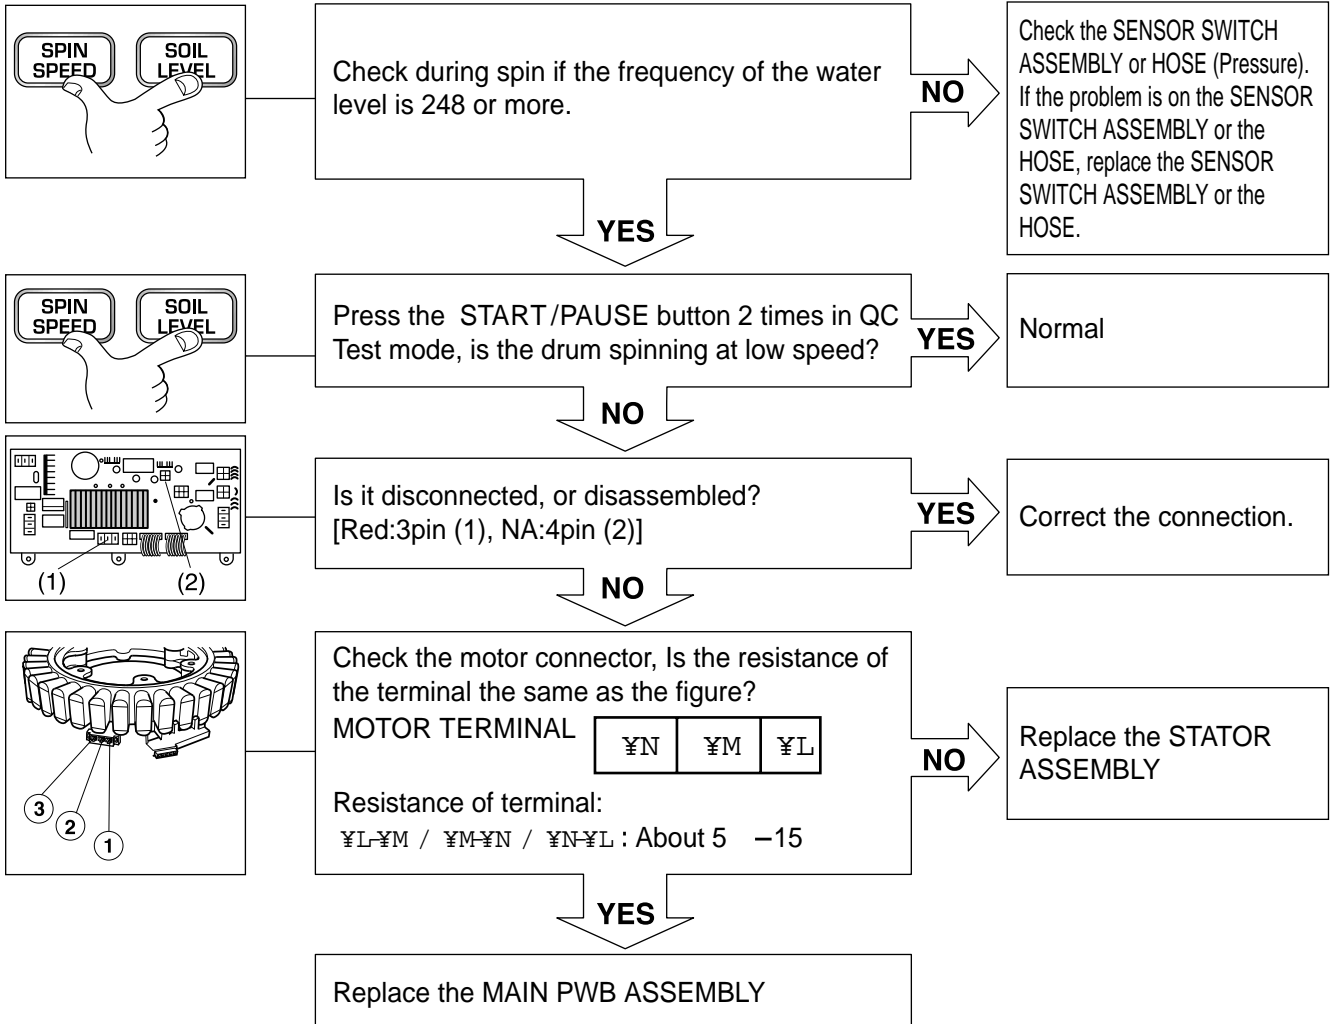 SPIN
SPEED
SOIL
LEVEL
Check during spin if the frequency of the water
level is 248 or more.
NO
Check the SENSOR SWITCH
ASSEMBLY or HOSE (Pressure).
If the problem is on the SENSOR
SWITCH ASSEMBLY or the
HOSE, replace the SENSOR
SWITCH ASSEMBLY or the
HOSE.
YES
SPIN
SPEED
SOIL
LEVEL
Press the START/PAUSE button 2 times in QC
Test mode, is the drum spinning at low speed?
YES
Normal
NO
(1)
(2)
Is it disconnected, or disassembled?
[Red:3pin (1), NA:4pin (2)]
YES
Correct the connection.
NO
3
2
1
Check the motor connector, Is the resistance of
the terminal the same as the figure?
MOTOR TERMINAL
¥N ¥M ¥L
Resistance of terminal:
¥L-¥M / ¥M-¥N / ¥N-¥L : About 5 –15
NO
Replace the STATOR
ASSEMBLY
YES
Replace the MAIN PWB ASSEMBLY